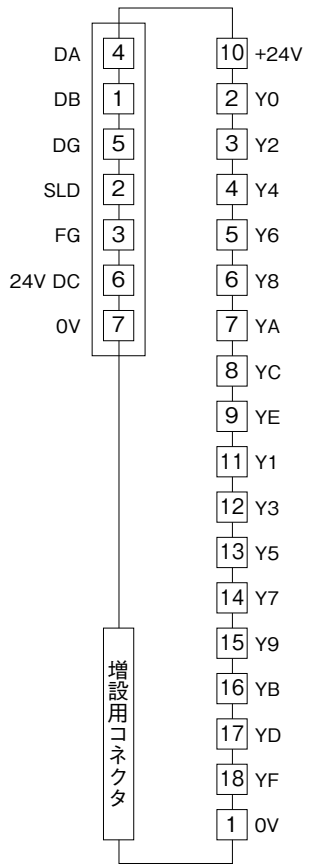 DA 4
DB 1
DG 5
SLD 2
FG 3
24V DC 6
0V 7
増設用コネクタ
10 +24V
2 Y0
3 Y2
4 Y4
5 Y6
6 Y8
7 YA
8 YC
9 YE
11 Y1
12 Y3
13 Y5
14 Y7
15 Y9
16 YB
17 YD
18 YF
1 0V